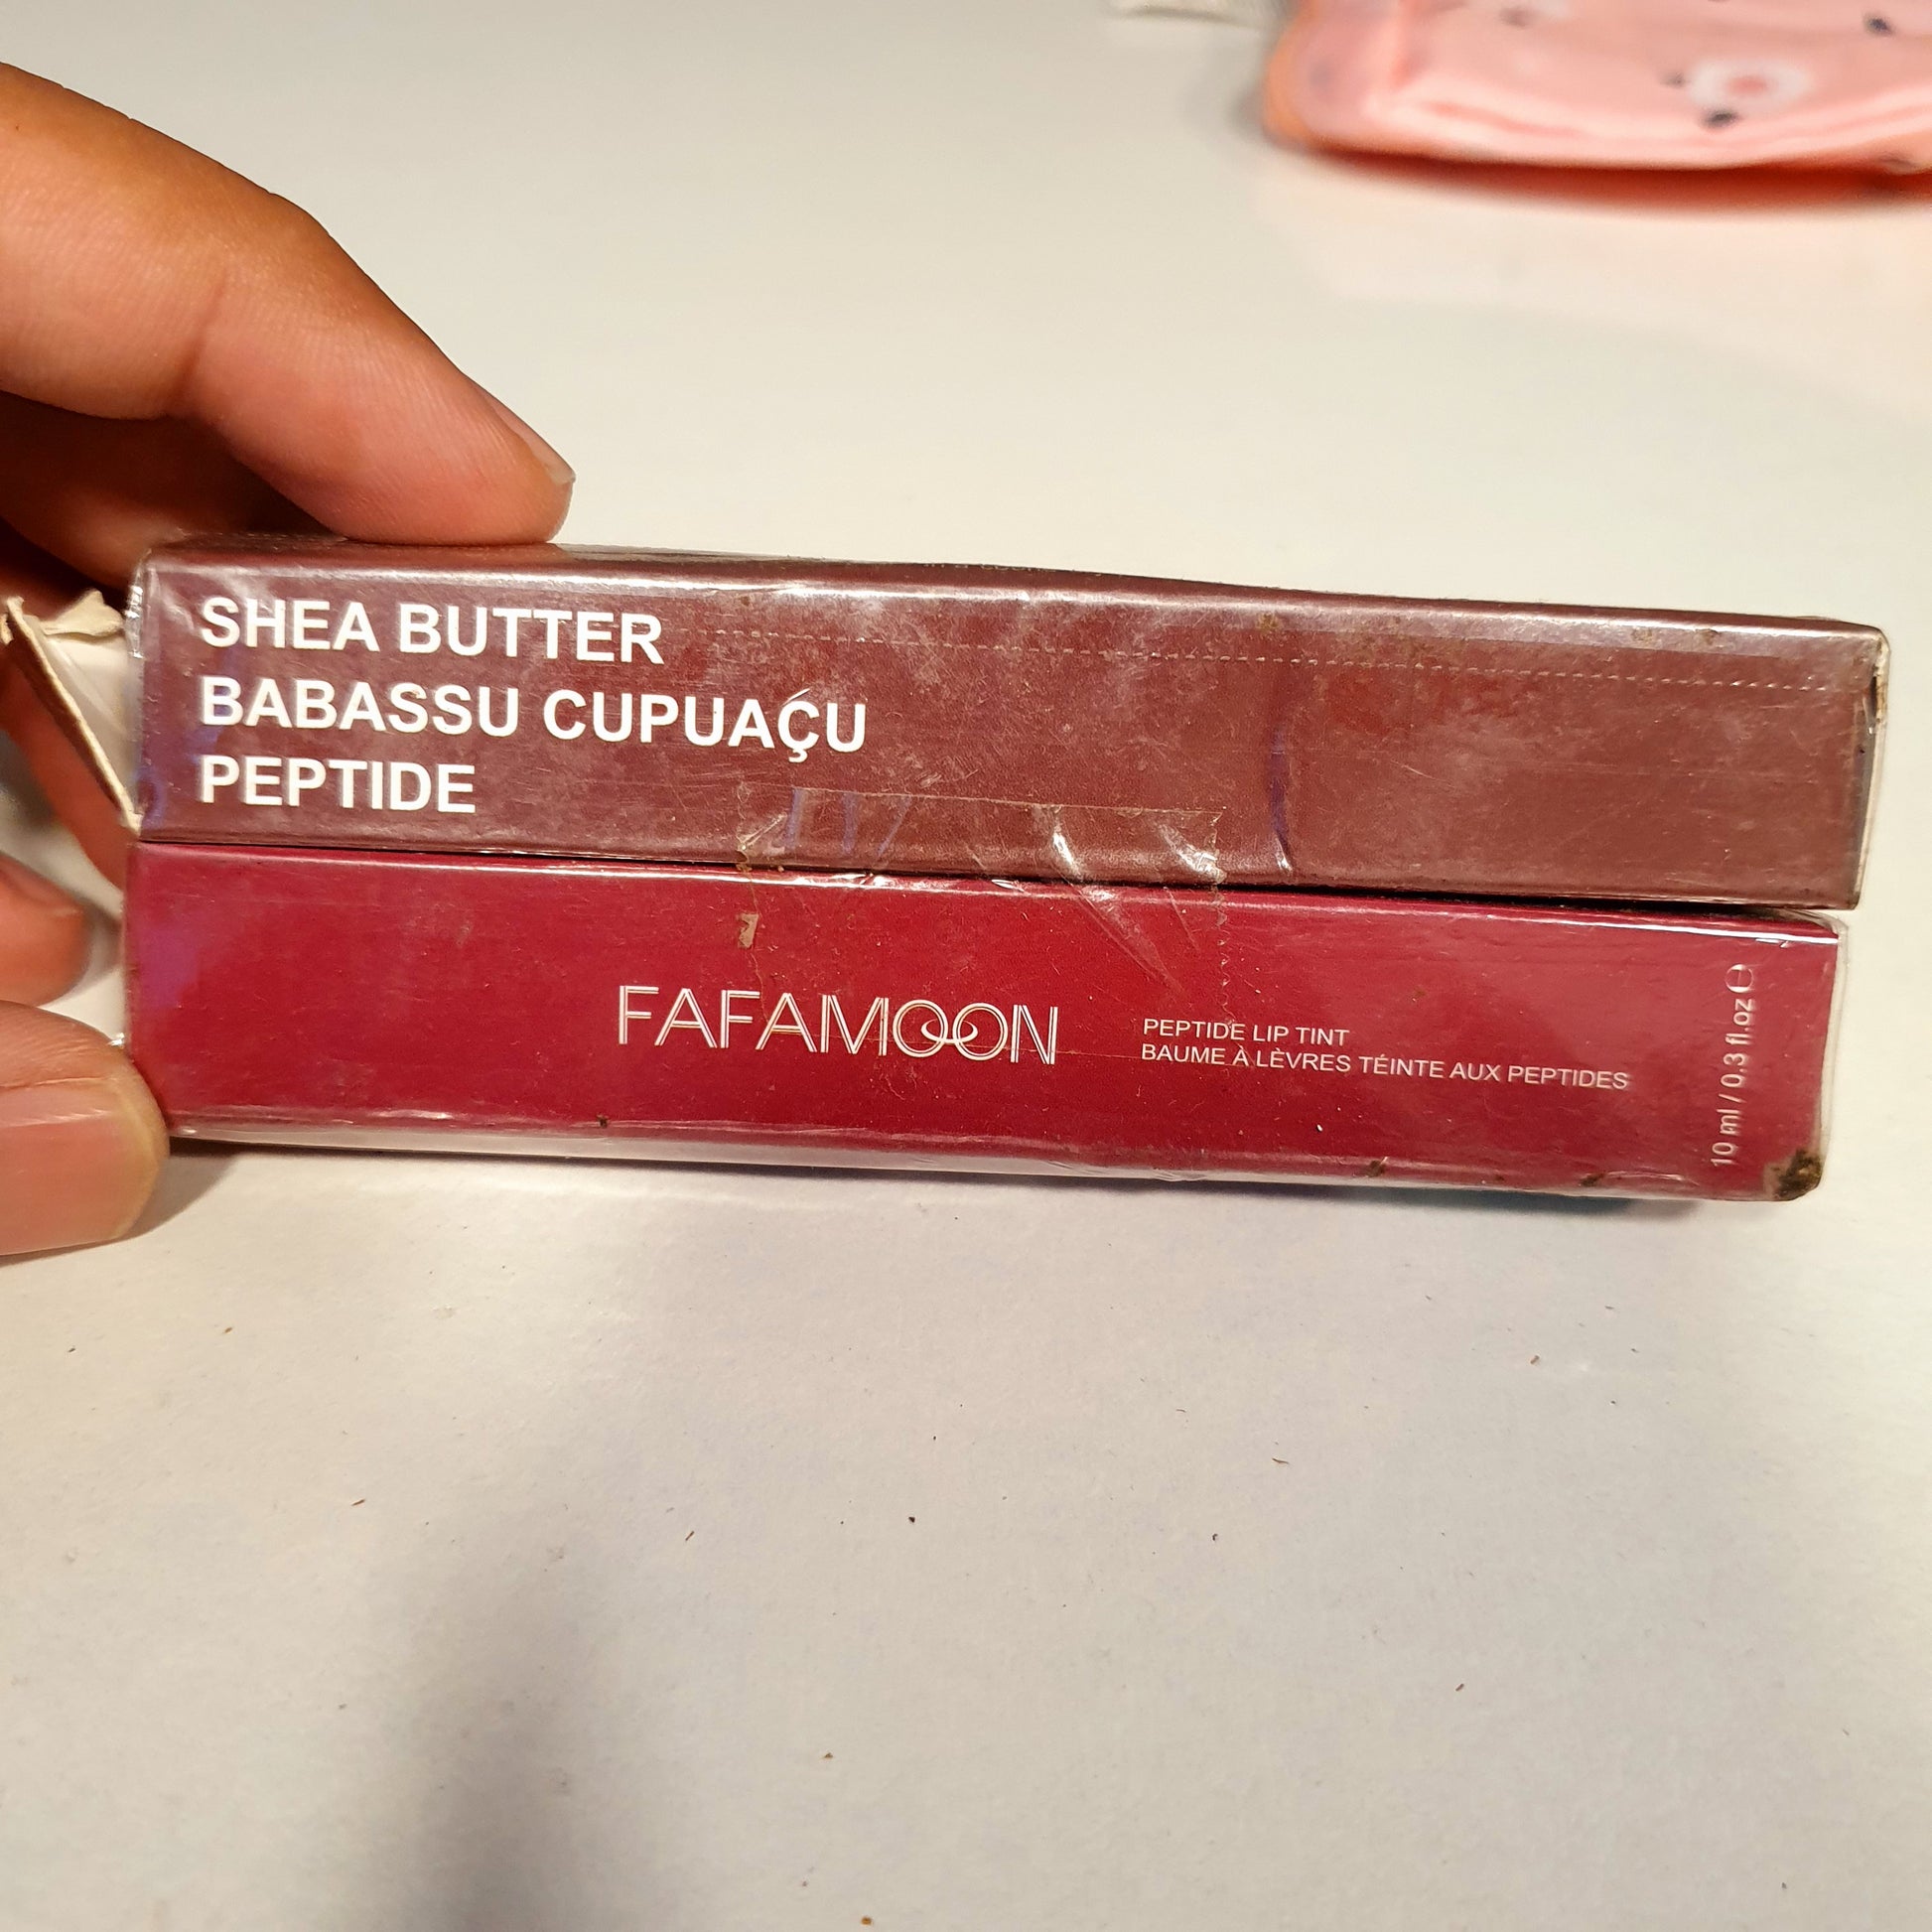 SHEA BUTTER
BABASSU CUPUAÇU
PEPTIDE
FAFAMOON
PEPTIDE LIP TINT
BAUME À LÈVRES TÉINTE AUX PEPTIDES
10 ml / 0.3 fl.oz ℮